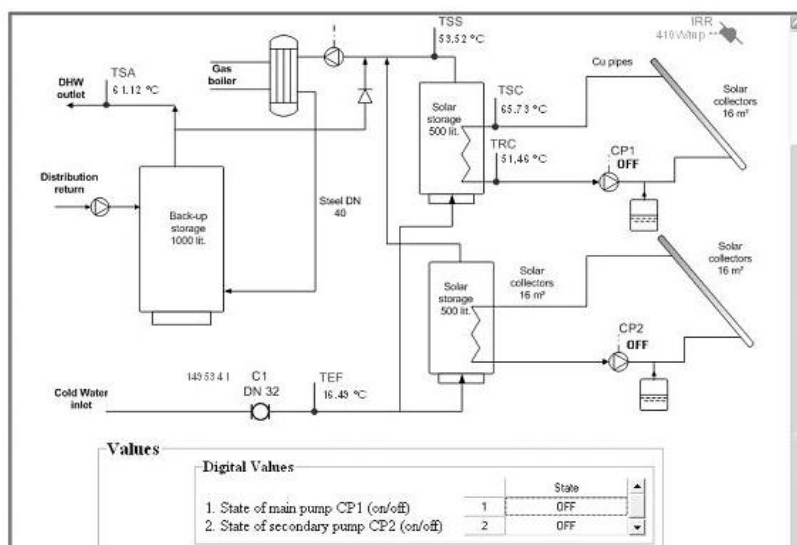 TSS
53.52 °C
IRR
410 W/mp
Gas
boiler
TSA
61.12 °C
DHW
outlet
Cu pipes
TSC
65.73 °C
Solar
storage
500 lit.
Solar
collectors
16 m²
TRC
51,46 °C
CP1
OFF
Distribution
return
Steel DN
40
Back-up
storage
1000 lit.
Solar
collectors
16 m²
Solar
collectors
16 m²
Solar
storage
500 lit.
CP2
OFF
149534 l
C1
DN 32
TEF
16.49 °C
Cold Water
inlet
Values
Digital Values
State
1. State of main pump CP1 (on/off) 1 OFF
2. State of secondary pump CP2 (on/off) 2 OFF